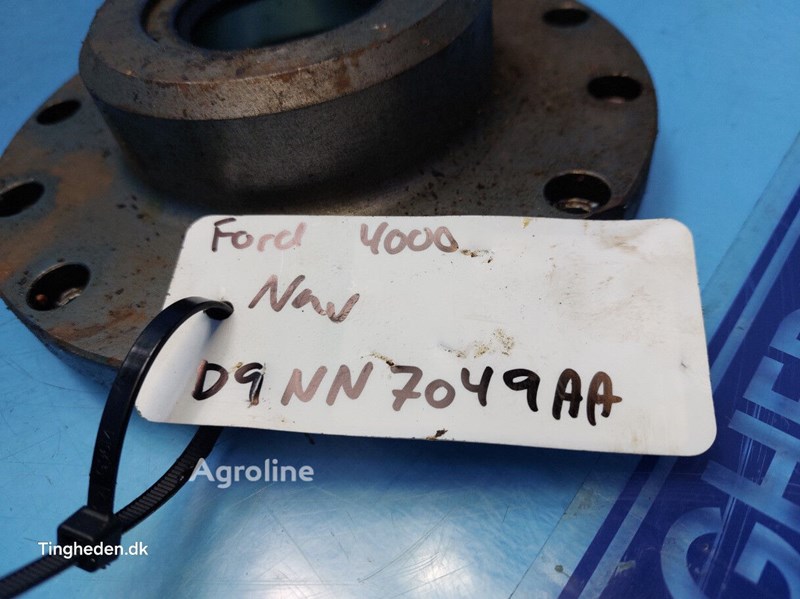 Ford 4000
Nav
D9NN7049AA
Agroline
Tingheden.dk